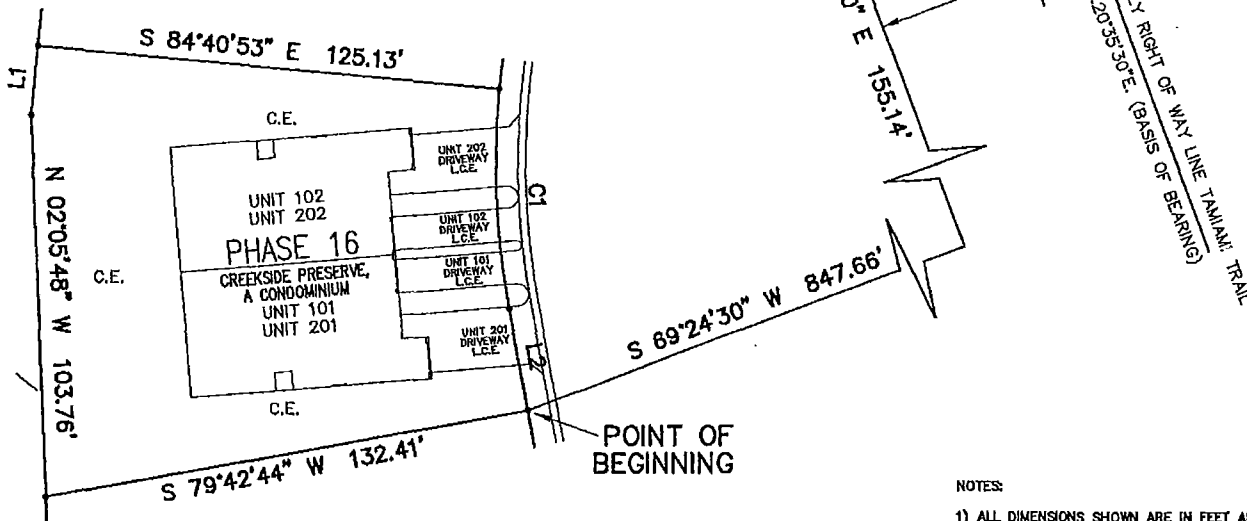 S 84°40'53" E 125.13'
L1
0" E 155.14'
LY RIGHT OF WAY LINE TAMIAMI TRAIL
20°35'30"E. (BASIS OF BEARING)
C.E.
UNIT 202
DRIVEWAY
L.C.E.
UNIT 102
UNIT 202
C1
N 02°05'48" W 103.76'
UNIT 102
DRIVEWAY
L.C.E.
PHASE 16
C.E.
CREEKSIDE PRESERVE,
A CONDOMINIUM
UNIT 101
UNIT 201
UNIT 101
DRIVEWAY
L.C.E.
UNIT 201
DRIVEWAY
L.C.E.
L2
S 69°24'30" W 847.66'
C.E.
S 79°42'44" W 132.41'
POINT OF
BEGINNING
NOTES:
1) ALL DIMENSIONS SHOWN ARE IN FEET